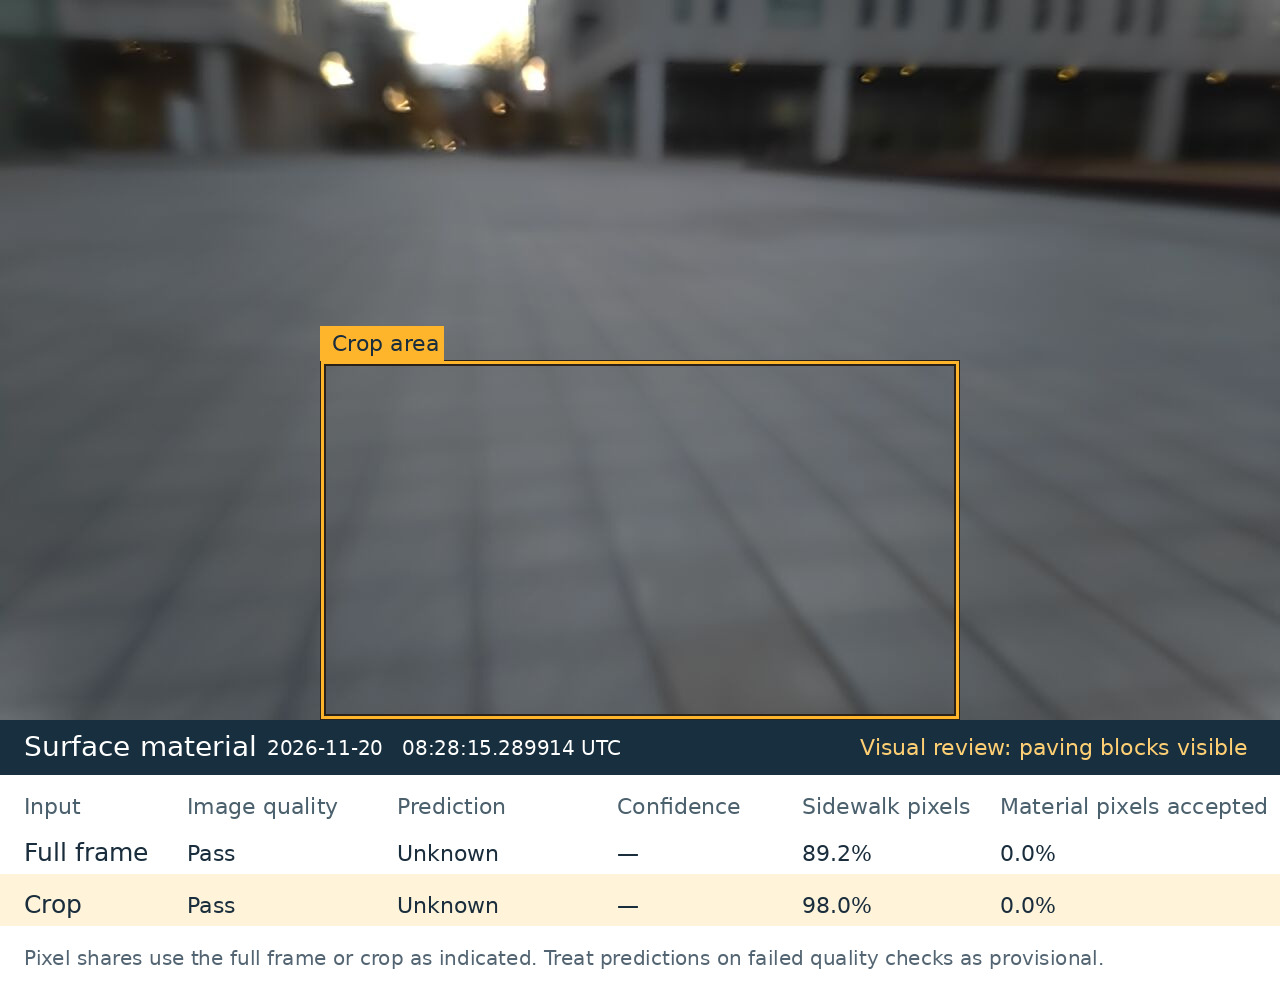 Crop area
Surface material 2026-11-20 08:28:15.289914 UTC Visual review: paving blocks visible
Input Image quality Prediction Confidence Sidewalk pixels Material pixels accepted
Full frame Pass Unknown — 89.2% 0.0%
Crop Pass Unknown — 98.0% 0.0%
Pixel shares use the full frame or crop as indicated. Treat predictions on failed quality checks as provisional.